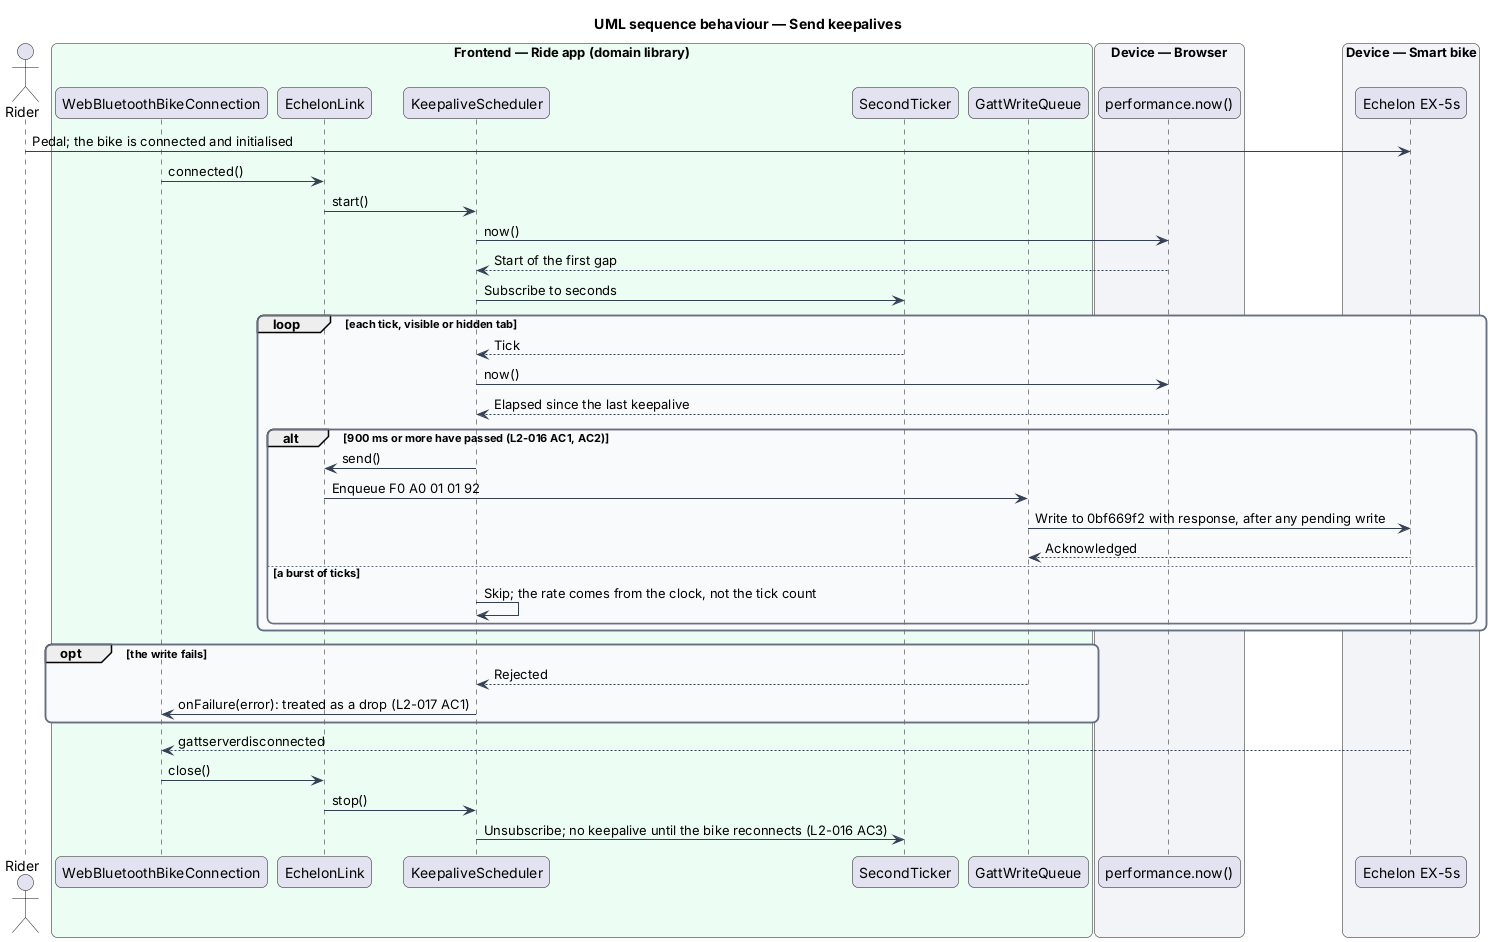 UML sequence behaviour — Send keepalives
Frontend — Ride app (domain library)
Device — Browser
Device — Smart bike
Rider
WebBluetoothBikeConnection
EchelonLink
KeepaliveScheduler
SecondTicker
GattWriteQueue
performance.now()
Echelon EX-5s
Pedal; the bike is connected and initialised
connected()
start()
now()
Start of the first gap
Subscribe to seconds
loop
[each tick, visible or hidden tab]
Tick
now()
Elapsed since the last keepalive
alt
[900 ms or more have passed (L2-016 AC1, AC2)]
send()
Enqueue F0 A0 01 01 92
Write to 0bf669f2 with response, after any pending write
Acknowledged
[a burst of ticks]
Skip; the rate comes from the clock, not the tick count
opt
[the write fails]
Rejected
onFailure(error): treated as a drop (L2-017 AC1)
gattserverdisconnected
close()
stop()
Unsubscribe; no keepalive until the bike reconnects (L2-016 AC3)
Rider
WebBluetoothBikeConnection
EchelonLink
KeepaliveScheduler
SecondTicker
GattWriteQueue
performance.now()
Echelon EX-5s